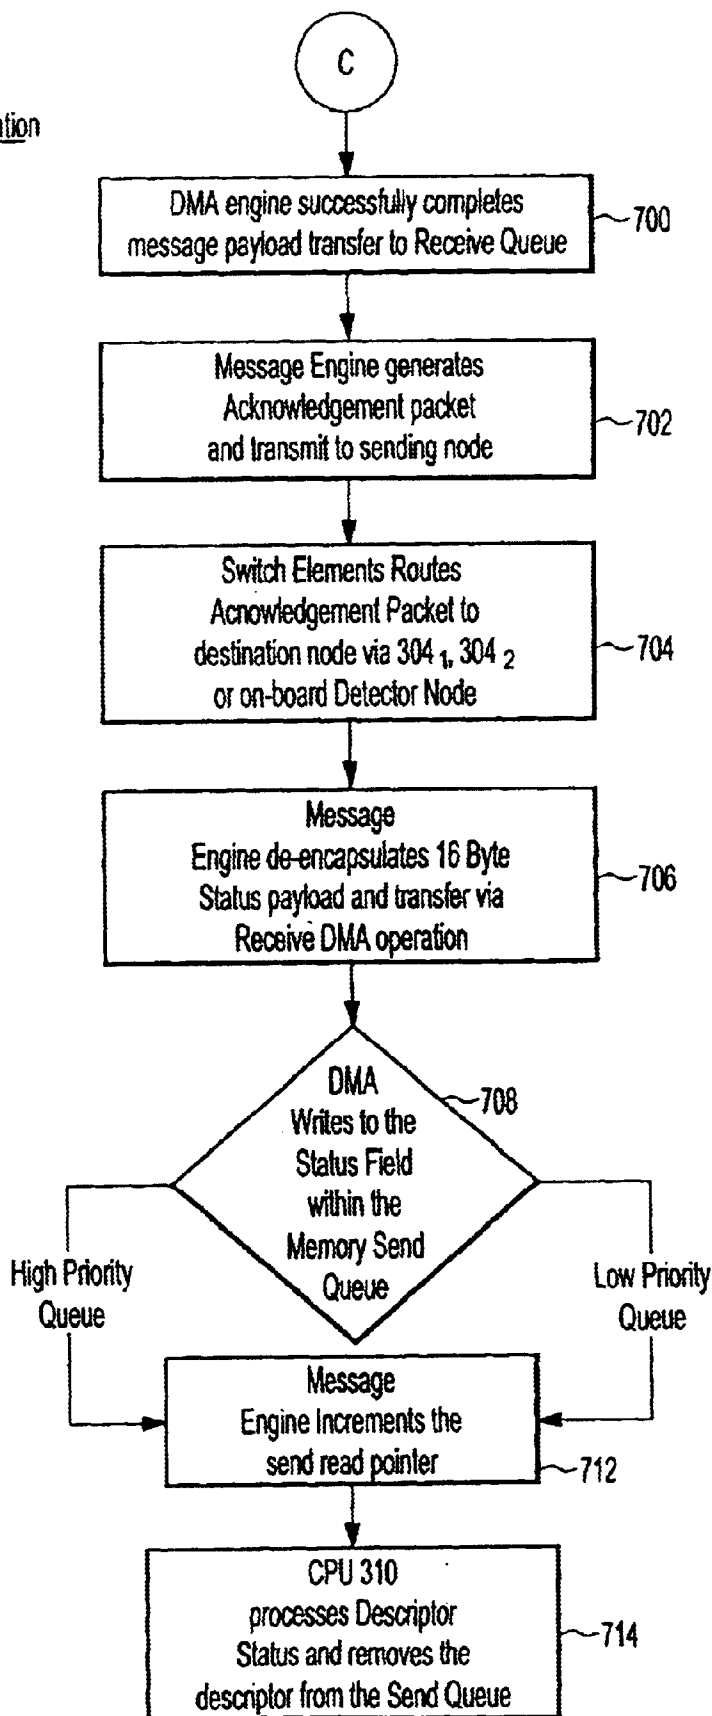 C
DMA engine successfully completes
message payload transfer to Receive Queue
700
Message Engine generates
Acknowledgement packet
and transmit to sending node
702
Switch Elements Routes
Acnowledgement Packet to
destination node via 304 1, 304 2
or on-board Detector Node
704
Message
Engine de-encapsulates 16 Byte
Status payload and transfer via
Receive DMA operation
706
DMA
Writes to the
Status Field
within the
Memory Send
Queue
708
High Priority
Queue
Low Priority
Queue
Message
Engine Increments the
send read pointer
712
CPU 310
processes Descriptor
Status and removes the
descriptor from the Send Queue
714